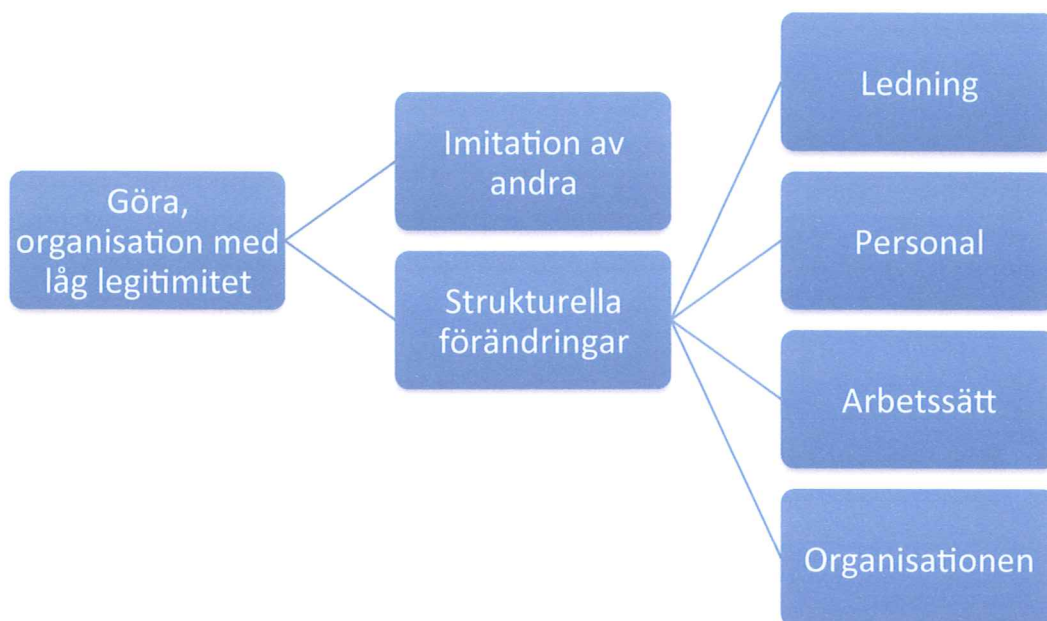 Göra,
organisation med
låg legitimitet
Imitation av
andra
Strukturella
förändringar
Ledning
Personal
Arbetssätt
Organisationen